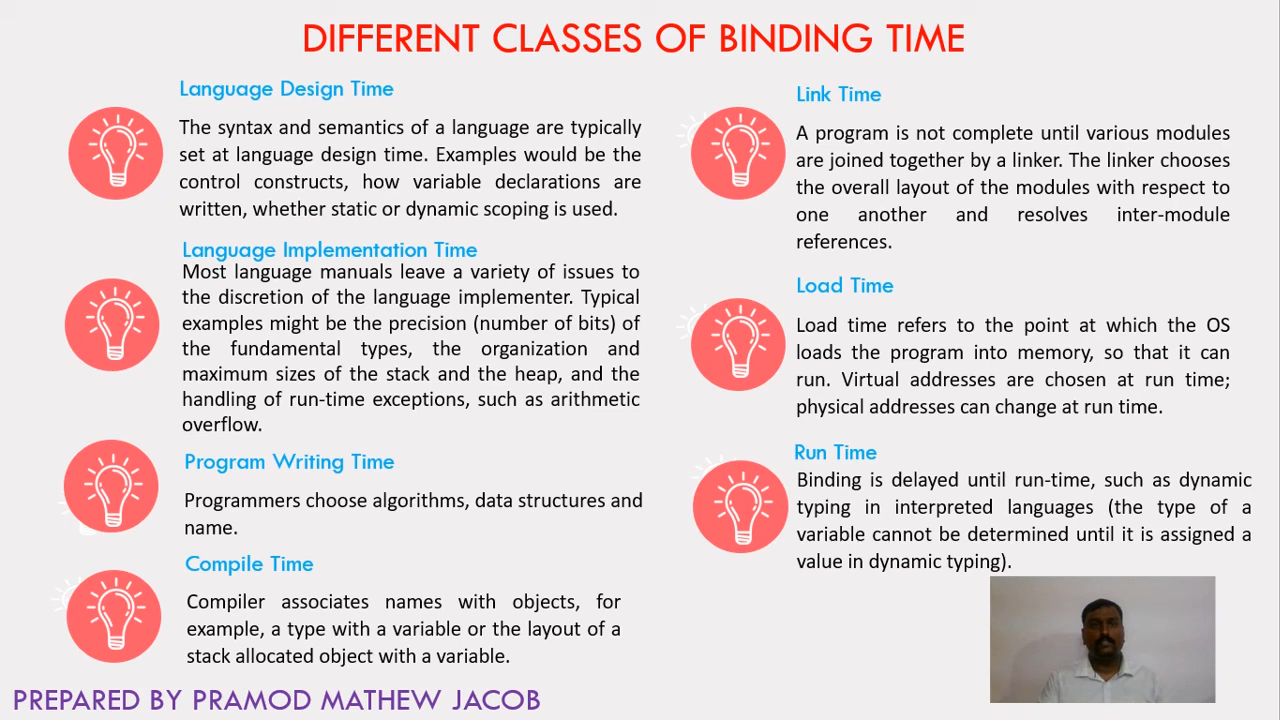 DIFFERENT CLASSES OF BINDING TIME
Language Design Time
The syntax and semantics of a language are typically
set at language design time. Examples would be the
control constructs, how variable declarations are
written, whether static or dynamic scoping is used.
Language Implementation Time
Most language manuals leave a variety of issues to
the discretion of the language implementer. Typical
examples might be the precision (number of bits) of
the fundamental types, the organization and
maximum sizes of the stack and the heap, and the
handling of run-time exceptions, such as arithmetic
overflow.
Program Writing Time
Programmers choose algorithms, data structures and
name.
Compile Time
Compiler associates names with objects, for
example, a type with a variable or the layout of a
stack allocated object with a variable.
Link Time
A program is not complete until various modules
are joined together by a linker. The linker chooses
the overall layout of the modules with respect to
one another and resolves inter-module
references.
Load Time
Load time refers to the point at which the OS
loads the program into memory, so that it can
run. Virtual addresses are chosen at run time;
physical addresses can change at run time.
Run Time
Binding is delayed until run-time, such as dynamic
typing in interpreted languages (the type of a
variable cannot be determined until it is assigned a
value in dynamic typing).
PREPARED BY PRAMOD MATHEW JACOB